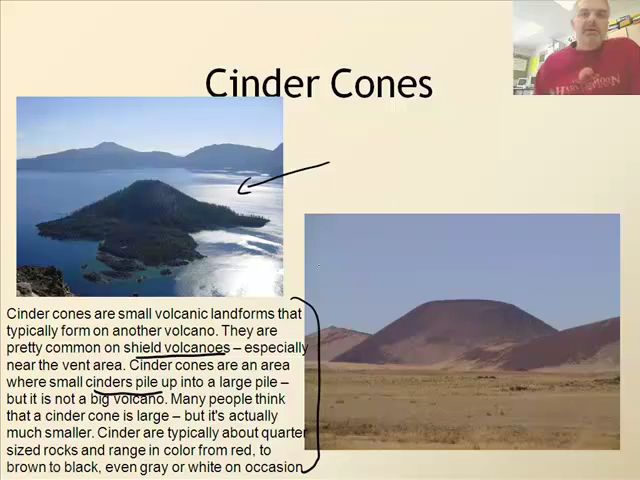 Cinder Cones
Cinder cones are small volcanic landforms that
typically form on another volcano. They are
pretty common on shield volcanoes – especially
near the vent area. Cinder cones are an area
where small cinders pile up into a large pile –
but it is not a big volcano. Many people think
that a cinder cone is large – but it's actually
much smaller. Cinder are typically about quarter
sized rocks and range in color from red, to
brown to black, even gray or white on occasion